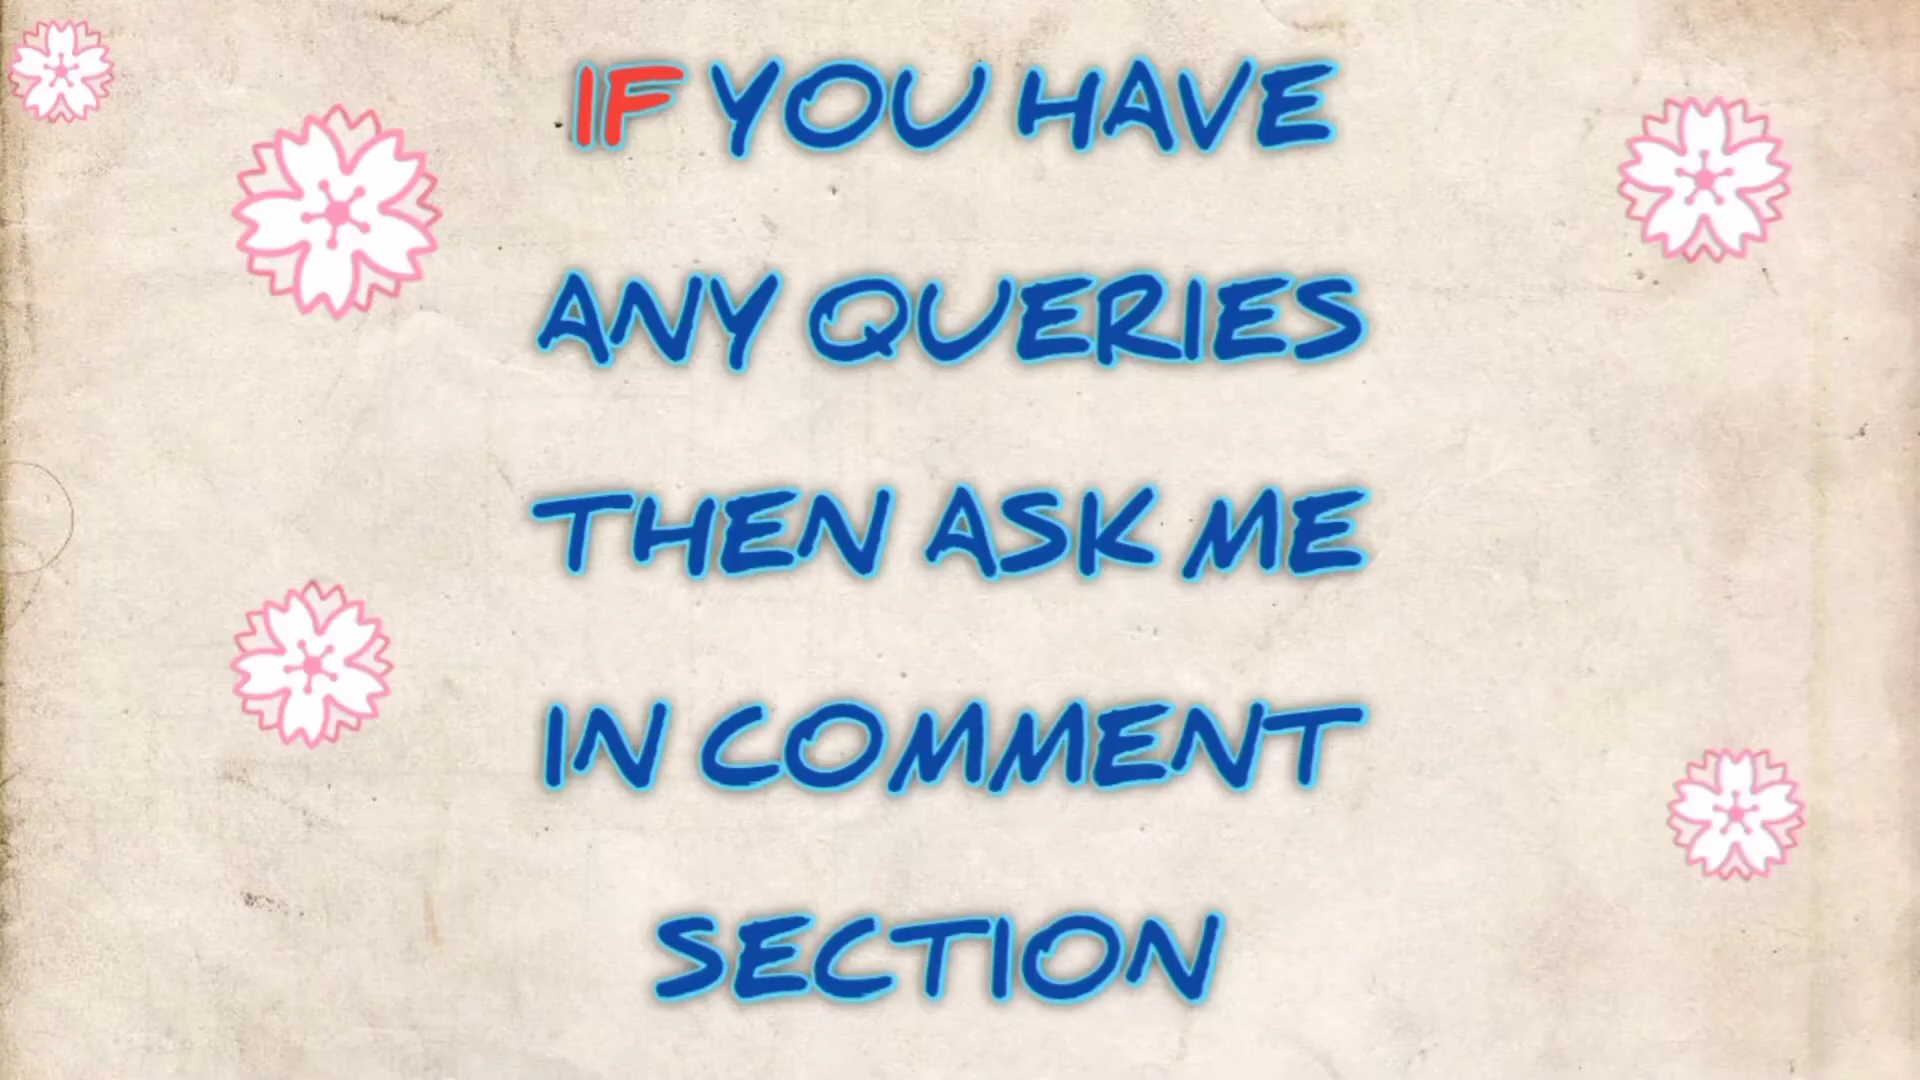 IF YOU HAVE
ANY QUERIES
THEN ASK ME
IN COMMENT
SECTION